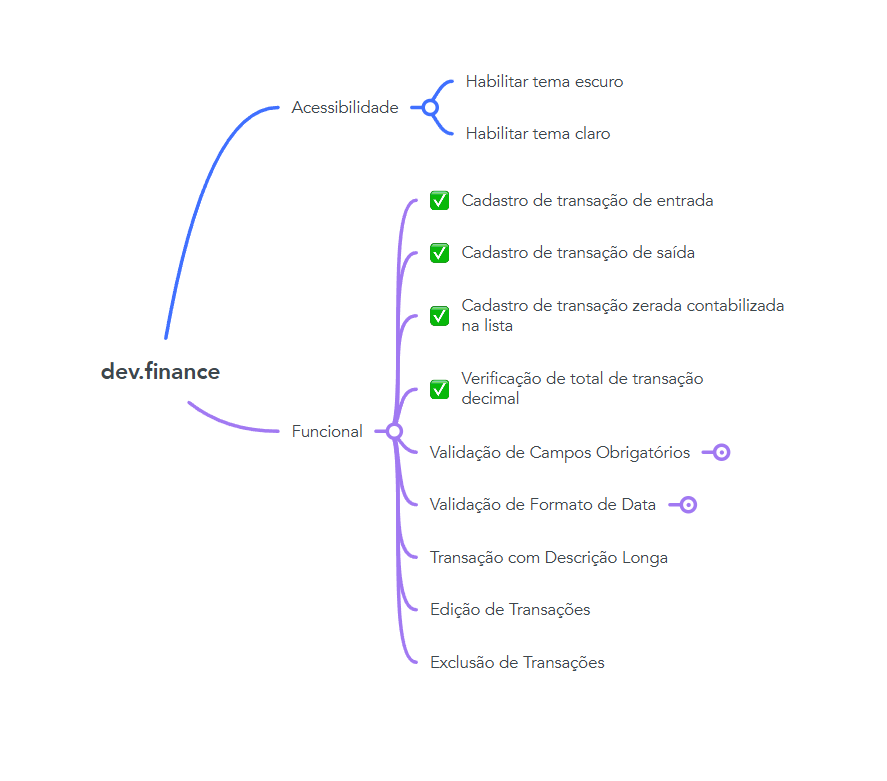 Habilitar tema escuro
Acessibilidade
Habilitar tema claro
✅ Cadastro de transação de entrada
✅ Cadastro de transação de saída
✅ Cadastro de transação zerada contabilizada
na lista
dev.finance
✅ Verificação de total de transação
decimal
Funcional
Validação de Campos Obrigatórios
Validação de Formato de Data
Transação com Descrição Longa
Edição de Transações
Exclusão de Transações